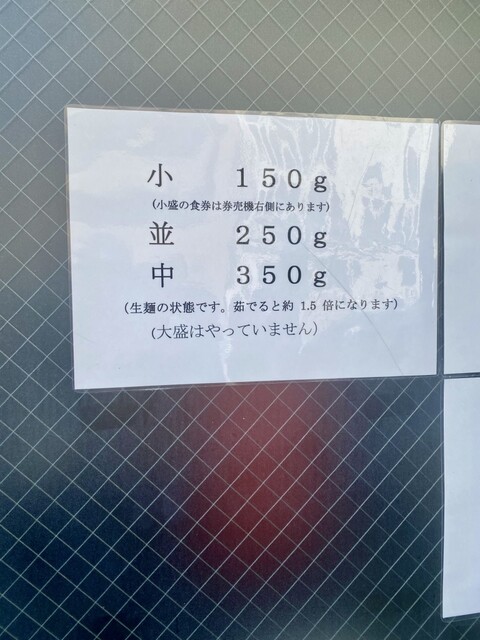 小　１５０ｇ
(小盛の食券は券売機右側にあります)
並　２５０ｇ
中　３５０ｇ
(生麺の状態です。茹でると約 1.5 倍になります)
(大盛はやっていません)